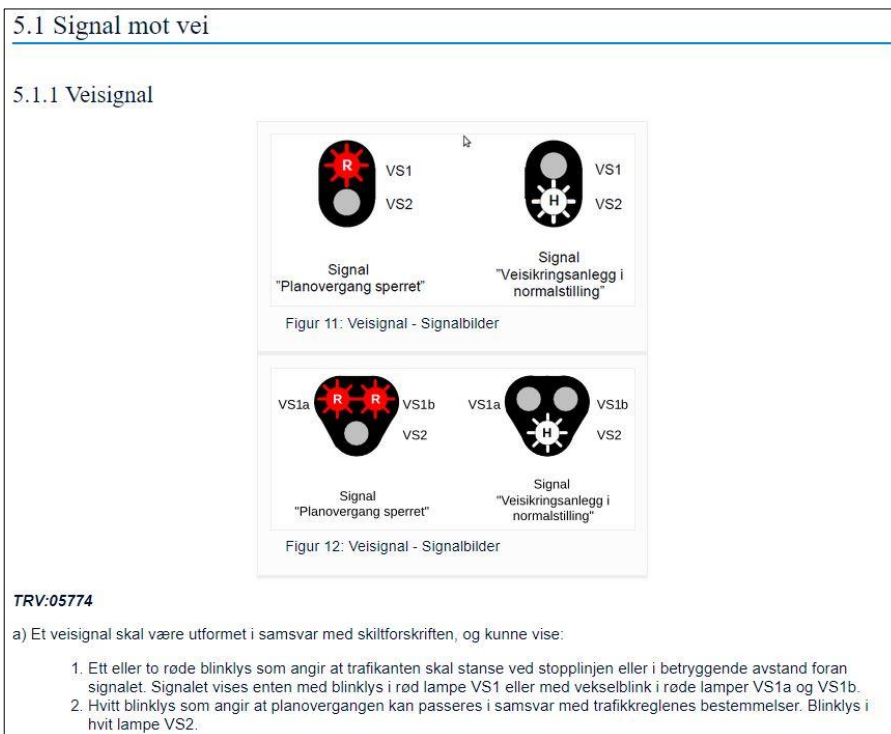 5.1 Signal mot vei
5.1.1 Veisignal
R
VS1
VS2
VS1
H
VS2
Signal
"Planovergang sperret"
Signal
"Veisikringsanlegg i
normalstilling"
Figur 11: Veisignal - Signalbilder
VS1a
R
R
VS1b
VS2
VS1a
VS1b
H
VS2
Signal
"Planovergang sperret"
Signal
"Veisikringsanlegg i
normalstilling"
Figur 12: Veisignal - Signalbilder
TRV:05774
a) Et veisignal skal være utformet i samsvar med skiltforskriften, og kunne vise:
1. Ett eller to røde blinklys som angir at trafikanten skal stanse ved stopplinjen eller i betryggende avstand foran
signalet. Signalet vises enten med blinklys i rød lampe VS1 eller med vekselblink i røde lamper VS1a og VS1b.
2. Hvitt blinklys som angir at planovergangen kan passeres i samsvar med trafikkreglenes bestemmelser. Blinklys i
hvit lampe VS2.